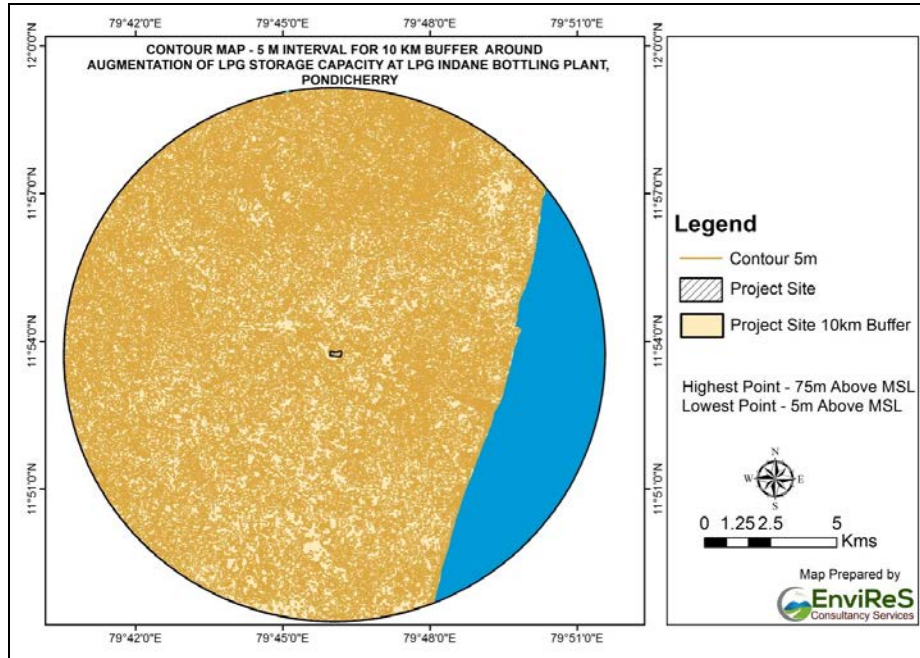 79°42'0"E 79°45'0"E 79°48'0"E 79°51'0"E
CONTOUR MAP - 5 M INTERVAL FOR 10 KM BUFFER AROUND
AUGMENTATION OF LPG STORAGE CAPACITY AT LPG INDANE BOTTLING PLANT,
PONDICHERRY
12°0'0"N
12°0'0"N
11°57'0"N
11°57'0"N
11°54'0"N
11°54'0"N
11°51'0"N
11°51'0"N
79°42'0"E 79°45'0"E 79°48'0"E 79°51'0"E
Legend
Contour 5m
Project Site
Project Site 10km Buffer
Highest Point - 75m Above MSL
Lowest Point - 5m Above MSL
N
W E
S
0 1.25 2.5 5
Kms
Map Prepared by
EnviReS
Consultancy Services